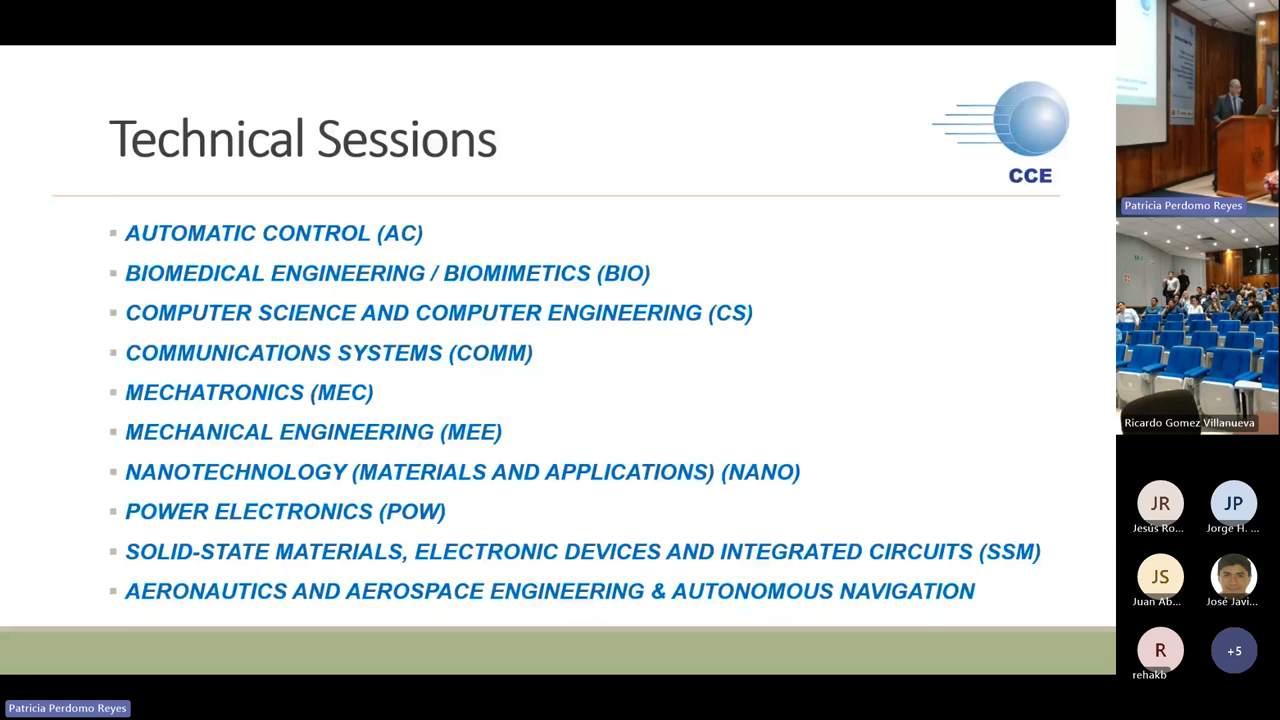 Technical Sessions
CCE
AUTOMATIC CONTROL (AC)
BIOMEDICAL ENGINEERING / BIOMIMETICS (BIO)
COMPUTER SCIENCE AND COMPUTER ENGINEERING (CS)
COMMUNICATIONS SYSTEMS (COMM)
MECHATRONICS (MEC)
MECHANICAL ENGINEERING (MEE)
NANOTECHNOLOGY (MATERIALS AND APPLICATIONS) (NANO)
POWER ELECTRONICS (POW)
SOLID-STATE MATERIALS, ELECTRONIC DEVICES AND INTEGRATED CIRCUITS (SSM)
AERONAUTICS AND AEROSPACE ENGINEERING & AUTONOMOUS NAVIGATION
Patricia Perdomo Reyes
Ricardo Gomez Villanueva
JR
JP
Jesús Ro...
Jorge H. ...
JS
Juan Ab...
José Javi...
R
+5
rehakb
Patricia Perdomo Reyes